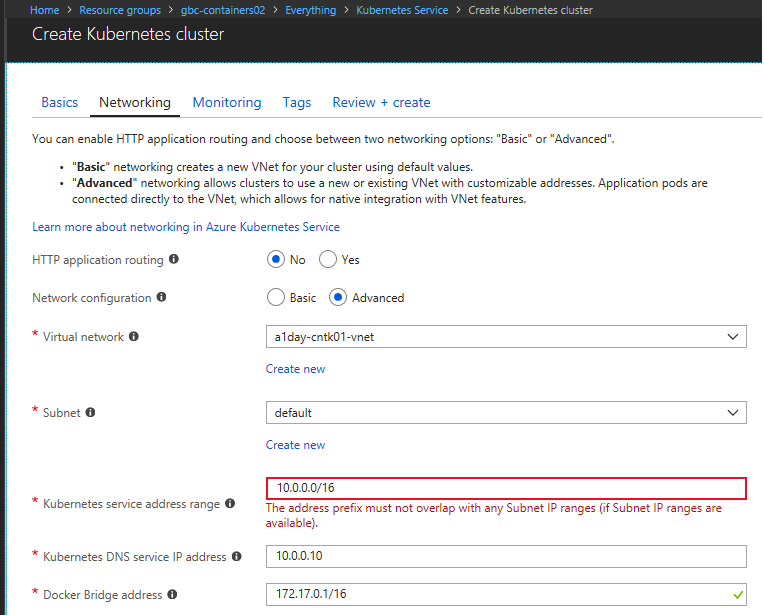 Home > Resource groups > gbc-containers02 > Everything > Kubernetes Service > Create Kubernetes cluster
Create Kubernetes cluster
Basics Networking Monitoring Tags Review + create
You can enable HTTP application routing and choose between two networking options: "Basic" or "Advanced".
• "Basic" networking creates a new VNet for your cluster using default values.
• "Advanced" networking allows clusters to use a new or existing VNet with customizable addresses. Application pods are
connected directly to the VNet, which allows for native integration with VNet features.
Learn more about networking in Azure Kubernetes Service
HTTP application routing No Yes
Network configuration Basic Advanced
* Virtual network a1day-cntk01-vnet
Create new
* Subnet default
Create new
* Kubernetes service address range 10.0.0.0/16
The address prefix must not overlap with any Subnet IP ranges (if Subnet IP ranges are
available).
* Kubernetes DNS service IP address 10.0.0.10
* Docker Bridge address 172.17.0.1/16